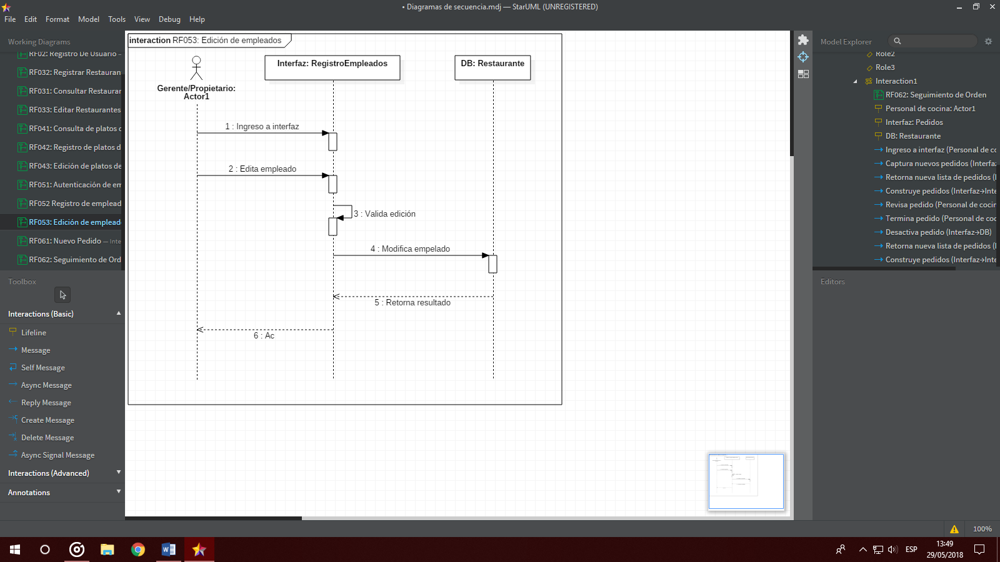 • Diagramas de secuencia.mdj — StarUML (UNREGISTERED)
File Edit Format Model Tools View Debug Help
Working Diagrams
RF02: Registro De Usuario —
RF032: Registrar Restauran
RF031: Consultar Restaurar
RF033: Editar Restaurantes
RF041: Consulta de platos c
RF042: Registro de platos d
RF043: Edición de platos de
RF051: Autenticación de em
RF052 Registro de emplead
RF053: Edición de emplead
RF061: Nuevo Pedido — Inte
RF062: Seguimiento de Ord
Toolbox
Interactions (Basic)
Lifeline
Message
Self Message
Async Message
Reply Message
Create Message
Delete Message
Async Signal Message
Interactions (Advanced)
Annotations
interaction RF053: Edición de empleados
Gerente/Propietario:
Actor1
Interfaz: RegistroEmpleados
DB: Restaurante
1 : Ingreso a interfaz
2 : Edita empleado
3 : Valida edición
4 : Modifica empelado
5 : Retorna resultado
6 : Ac
Model Explorer
Role2
Role3
Interaction1
RF062: Seguimiento de Orden
Personal de cocina: Actor1
Interfaz: Pedidos
DB: Restaurante
Ingreso a interfaz (Personal de co
Captura nuevos pedidos (Interfaz
Retorna nueva lista de pedidos (I
Construye pedidos (Interfaz→Inte
Revisa pedido (Personal de cocin
Termina pedido (Personal de coc
Desactiva pedido (Interfaz→DB)
Retorna nueva lista de pedidos (I
Construye pedidos (Interfaz→Inte
Editors
100%
ESP
13:49
29/05/2018